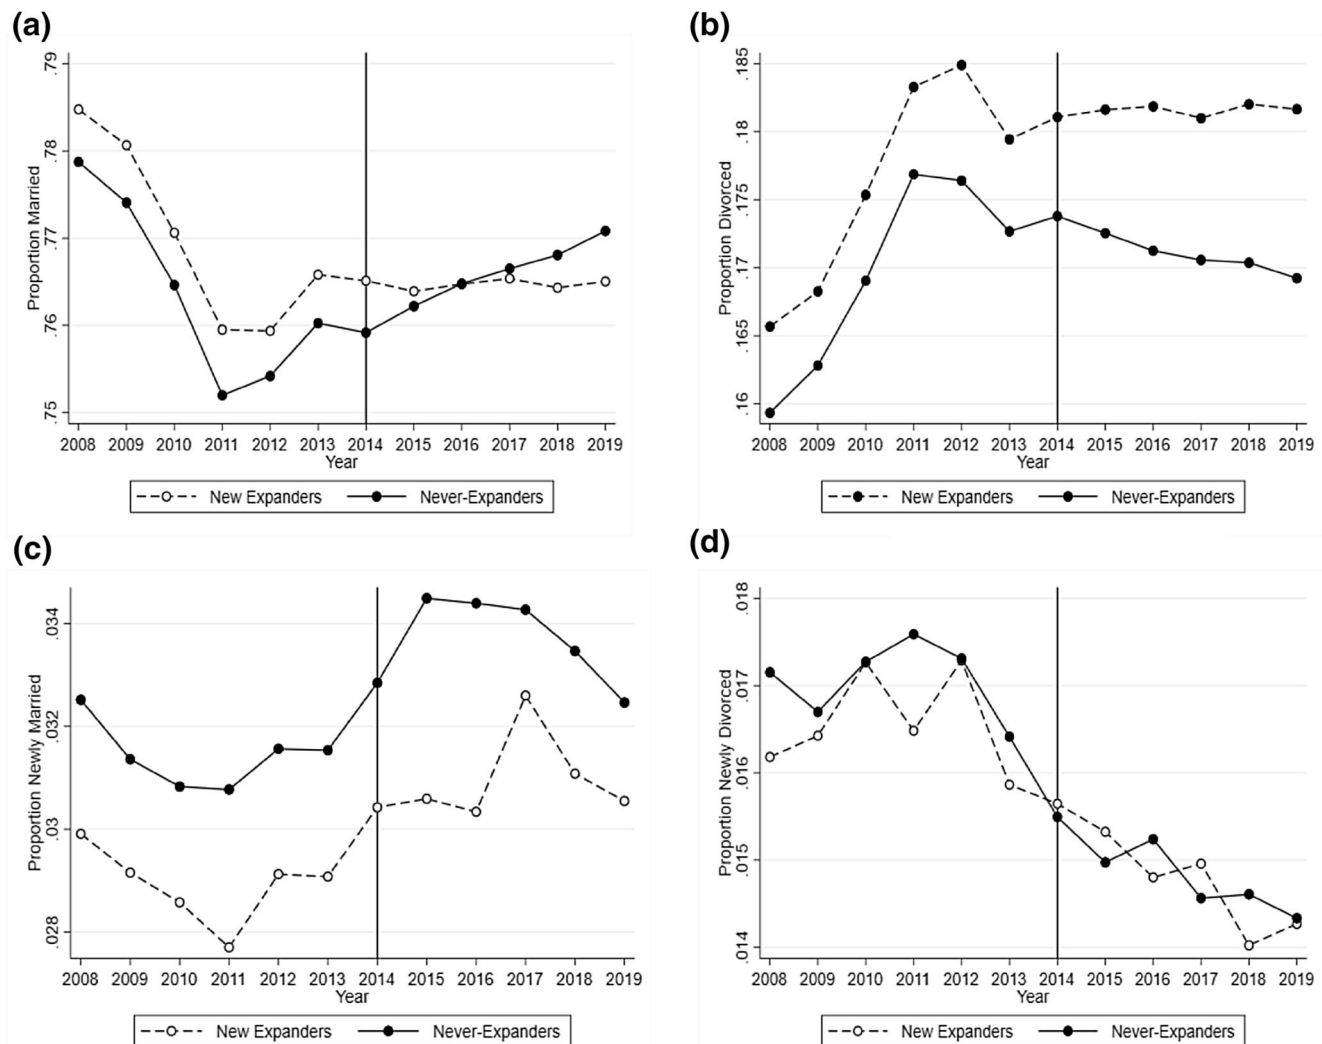 (a)
Proportion Married
.79
.78
.77
.76
.75
2008 2009 2010 2011 2012 2013 2014 2015 2016 2017 2018 2019
Year
New Expanders Never-Expanders
(b)
Proportion Divorced
.185
.18
.175
.17
.165
.16
2008 2009 2010 2011 2012 2013 2014 2015 2016 2017 2018 2019
Year
New Expanders Never-Expanders
(c)
Proportion Newly Married
.034
.032
.03
.028
2008 2009 2010 2011 2012 2013 2014 2015 2016 2017 2018 2019
Year
New Expanders Never-Expanders
(d)
Proportion Newly Divorced
.018
.017
.016
.015
.014
2008 2009 2010 2011 2012 2013 2014 2015 2016 2017 2018 2019
Year
New Expanders Never-Expanders